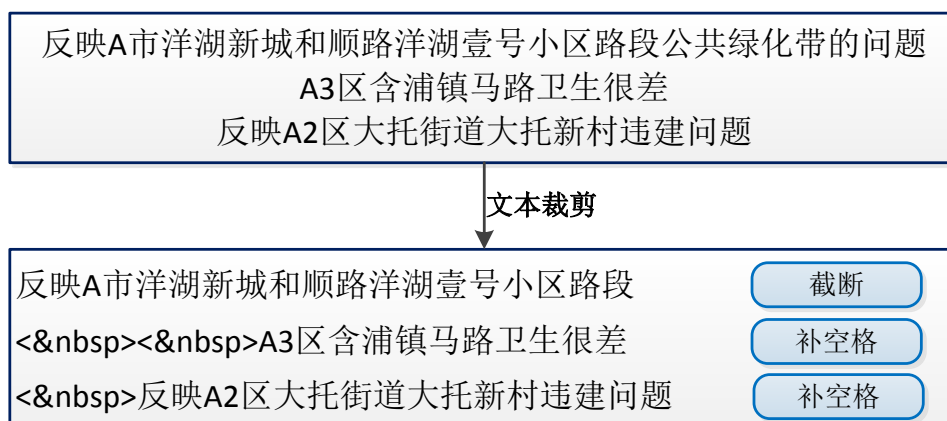 反映A市洋湖新城和顺路洋湖壹号小区路段公共绿化带的问题
A3区含浦镇马路卫生很差
反映A2区大托街道大托新村违建问题
文本裁剪
反映A市洋湖新城和顺路洋湖壹号小区路段 截断
<&nbsp><&nbsp>A3区含浦镇马路卫生很差 补空格
<&nbsp>反映A2区大托街道大托新村违建问题 补空格